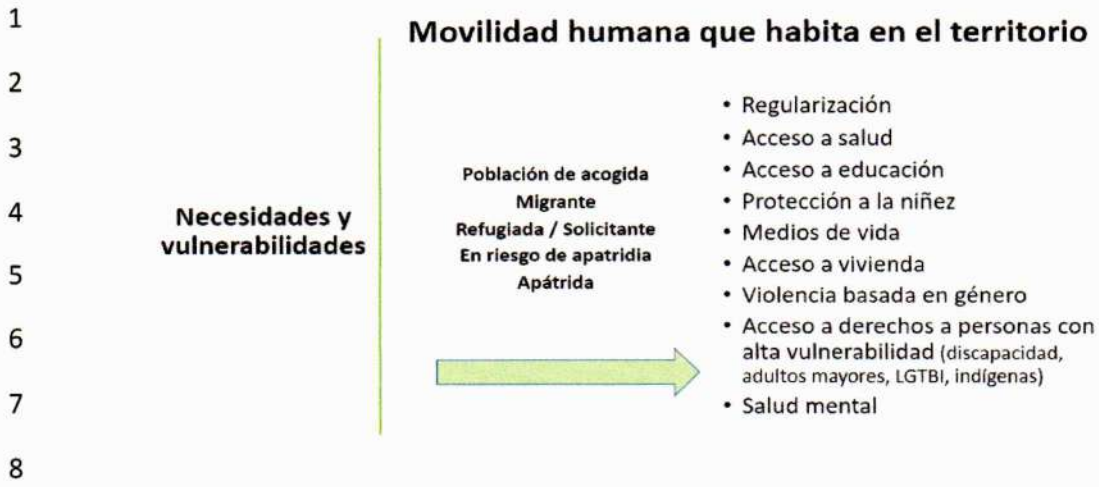 1
2
3
4
5
6
7
8
Movilidad humana que habita en el territorio
Necesidades y
vulnerabilidades
Población de acogida
Migrante
Refugiada / Solicitante
En riesgo de apatridia
Apátrida
• Regularización
• Acceso a salud
• Acceso a educación
• Protección a la niñez
• Medios de vida
• Acceso a vivienda
• Violencia basada en género
• Acceso a derechos a personas con
alta vulnerabilidad (discapacidad,
adultos mayores, LGTBI, indígenas)
• Salud mental